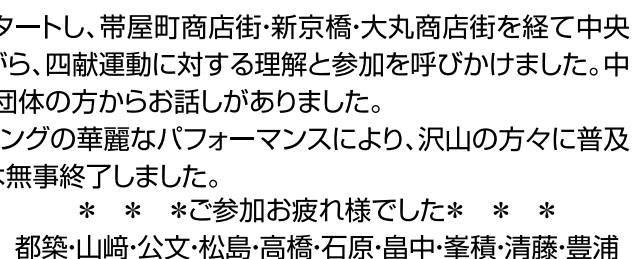 タートし、帯屋町商店街・新京橋・大丸商店街を経て中央
がら、四献運動に対する理解と参加を呼びかけました。中
団体の方からお話しがありました。
ングの華麗なパフォーマンスにより、沢山の方々に普及
は無事終了しました。
＊　＊　＊ご参加お疲れ様でした＊　＊　＊
都築・山﨑・公文・松島・高橋・石原・畠中・峯積・清藤・豊浦